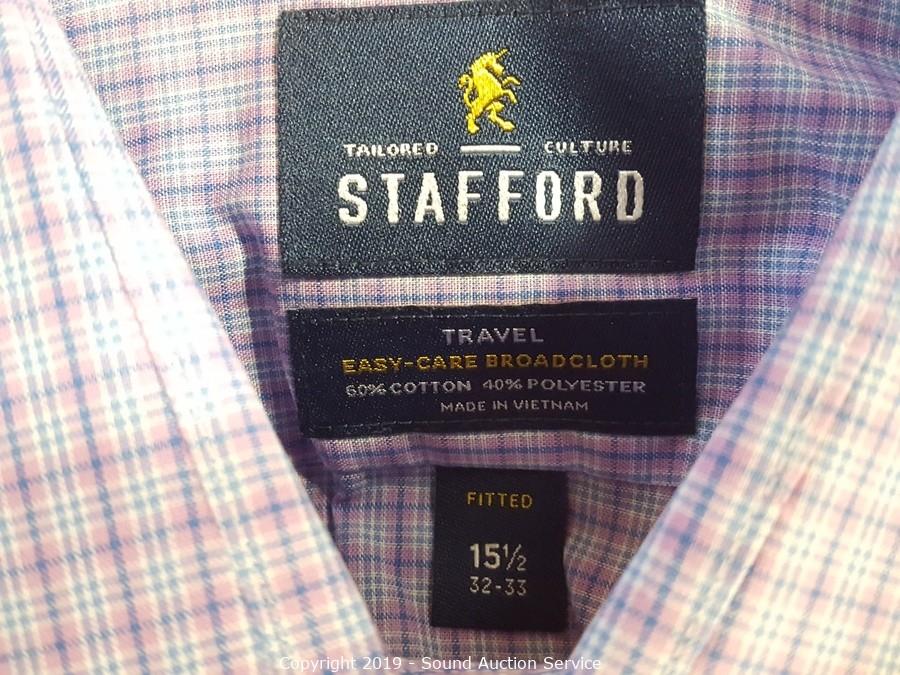 TAILORED CULTURE
STAFFORD
TRAVEL
EASY-CARE BROADCLOTH
60% COTTON 40% POLYESTER
MADE IN VIETNAM
FITTED
15½
32-33
Copyright 2019 - Sound Auction Service